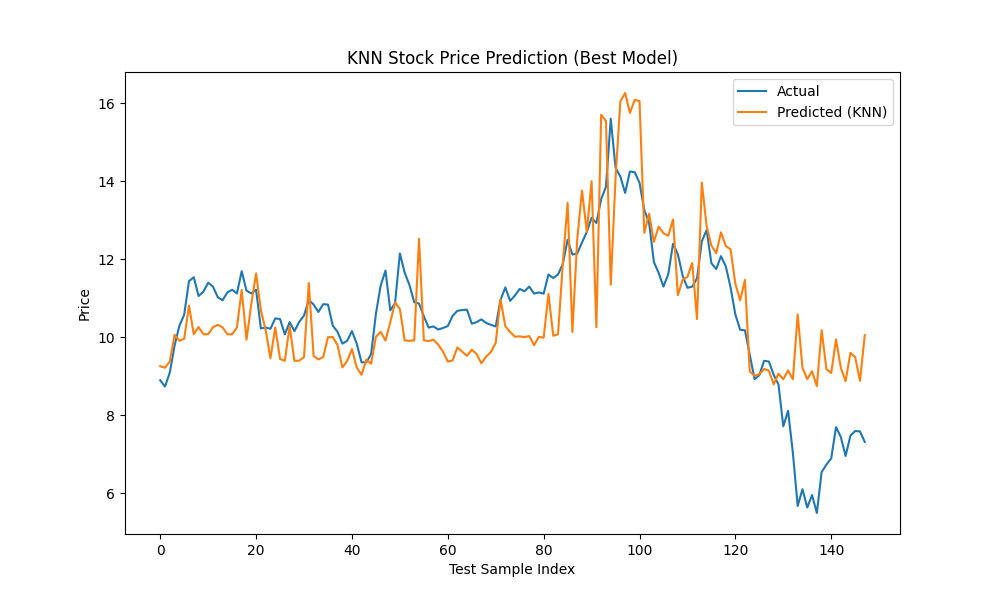 KNN Stock Price Prediction (Best Model)
Actual
Predicted (KNN)
16
14
12
10
8
6
Price
0 20 40 60 80 100 120 140
Test Sample Index